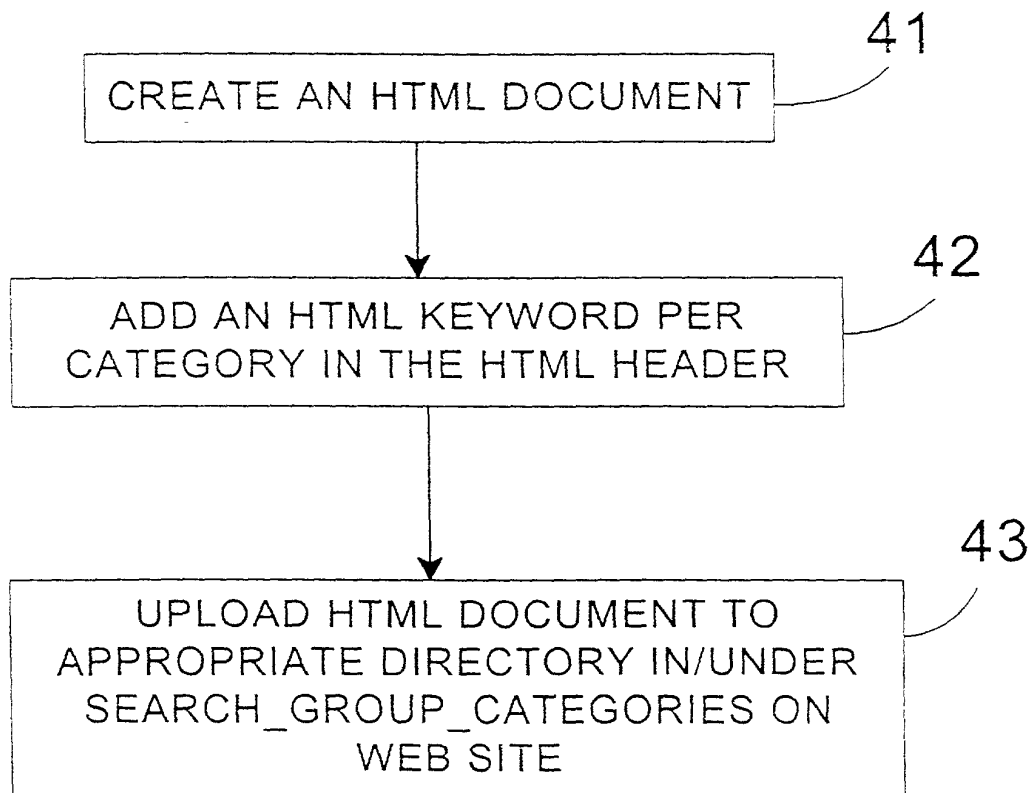 41
CREATE AN HTML DOCUMENT
42
ADD AN HTML KEYWORD PER
CATEGORY IN THE HTML HEADER
43
UPLOAD HTML DOCUMENT TO
APPROPRIATE DIRECTORY IN/UNDER
SEARCH_GROUP_CATEGORIES ON
WEB SITE